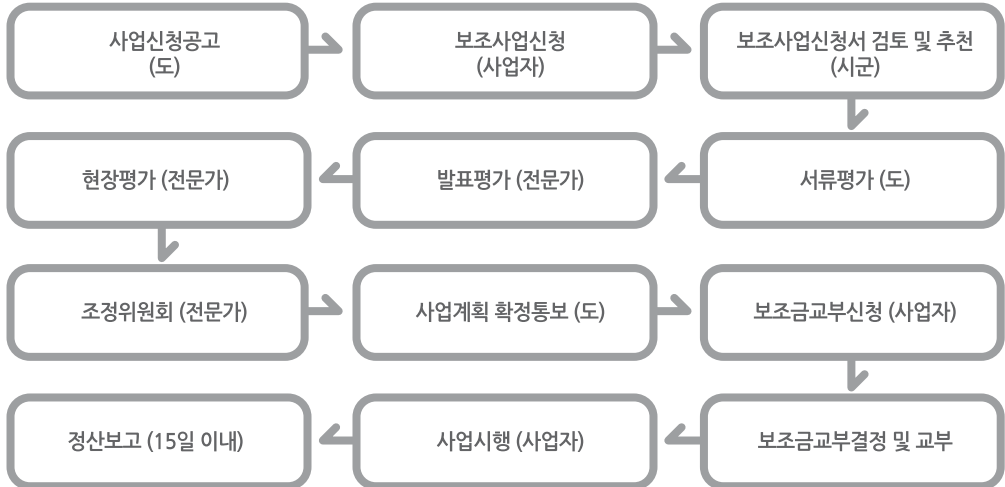 사업신청공고
(도)
보조사업신청
(사업자)
보조사업신청서 검토 및 추천
(시군)
서류평가 (도)
발표평가 (전문가)
현장평가 (전문가)
조정위원회 (전문가)
사업계획 확정통보 (도)
보조금교부신청 (사업자)
보조금교부결정 및 교부
사업시행 (사업자)
정산보고 (15일 이내)